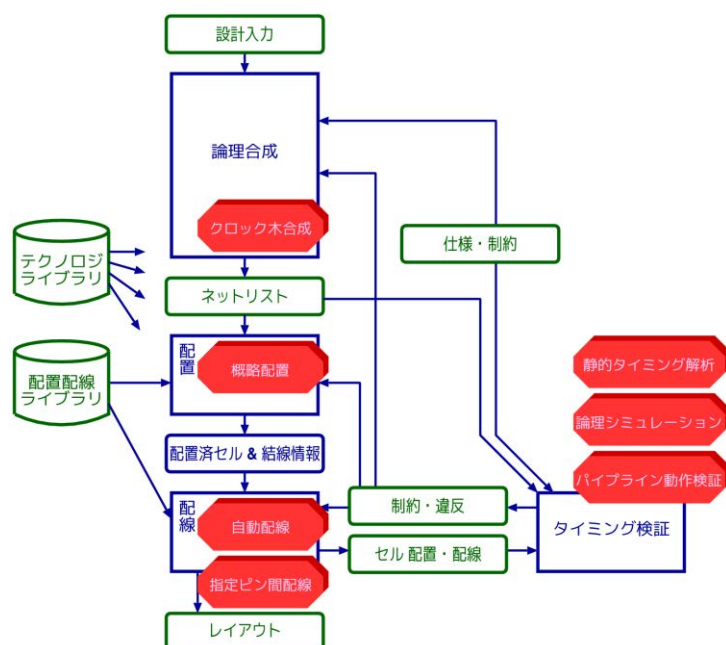 設計入力
論理合成
クロック木合成
テクノロジ
ライブラリ
仕様・制約
ネットリスト
配置
概略配置
静的タイミング解析
配置配線
ライブラリ
論理シミュレーション
配置済セル & 結線情報
パイプライン動作検証
配線
自動配線
制約・違反
タイミング検証
セル 配置・配線
指定ピン間配線
レイアウト